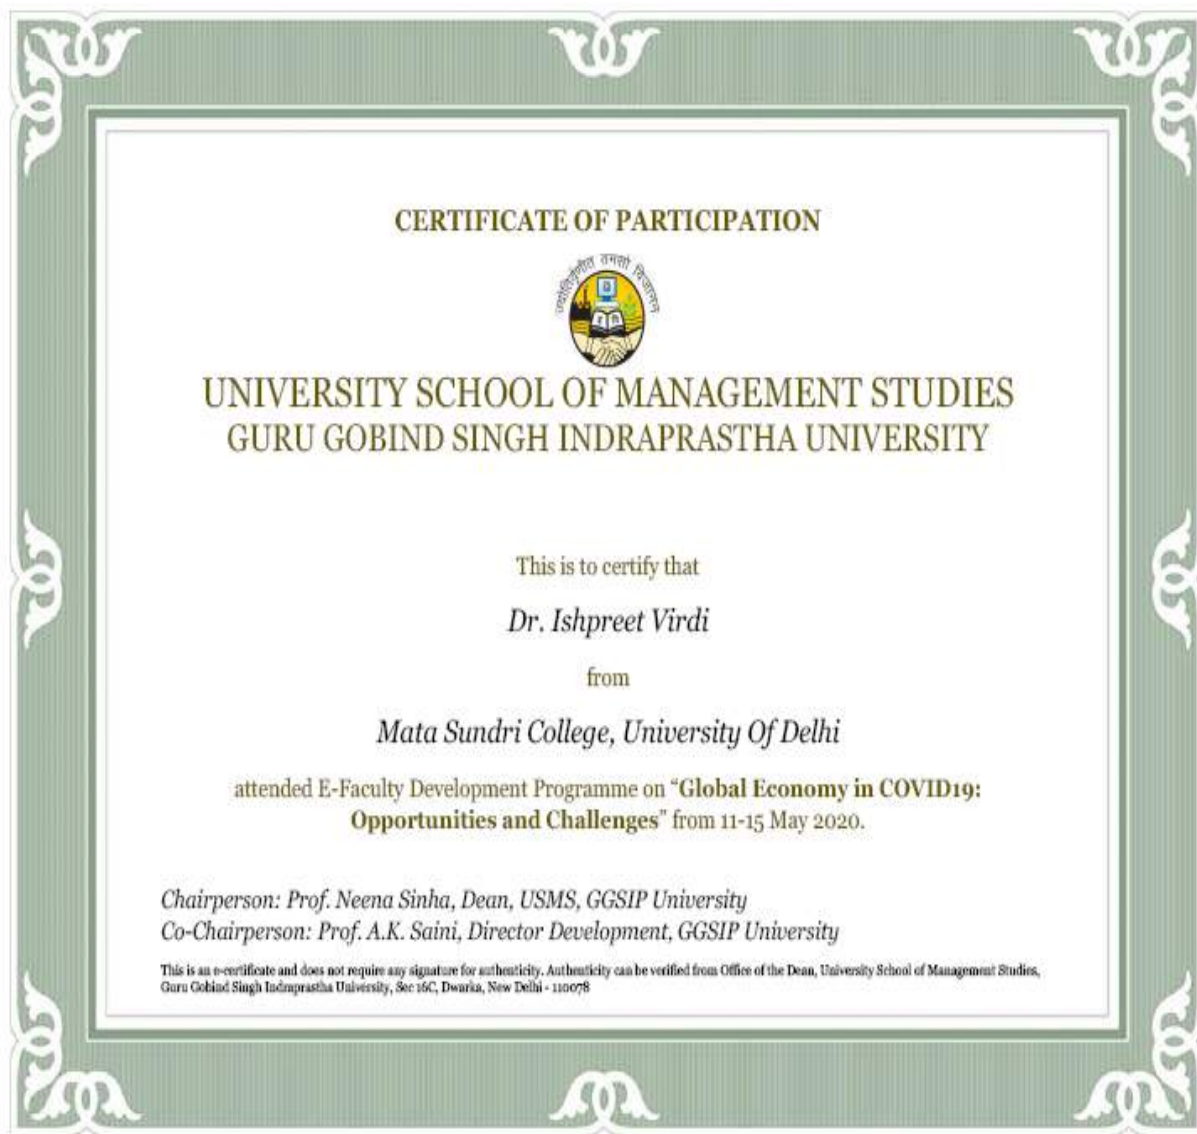 CERTIFICATE OF PARTICIPATION
UNIVERSITY SCHOOL OF MANAGEMENT STUDIES
GURU GOBIND SINGH INDRAPRASTHA UNIVERSITY
This is to certify that
Dr. Ishpreet Virdi
from
Mata Sundri College, University Of Delhi
attended E-Faculty Development Programme on “Global Economy in COVID19:
Opportunities and Challenges” from 11-15 May 2020.
Chairperson: Prof. Neena Sinha, Dean, USMS, GGSIP University
Co-Chairperson: Prof. A.K. Saini, Director Development, GGSIP University
This is an e-certificate and does not require any signature for authenticity. Authenticity can be verified from Office of the Dean, University School of Management Studies,
Guru Gobind Singh Indraprastha University, Sec 16C, Dwarka, New Delhi - 110078